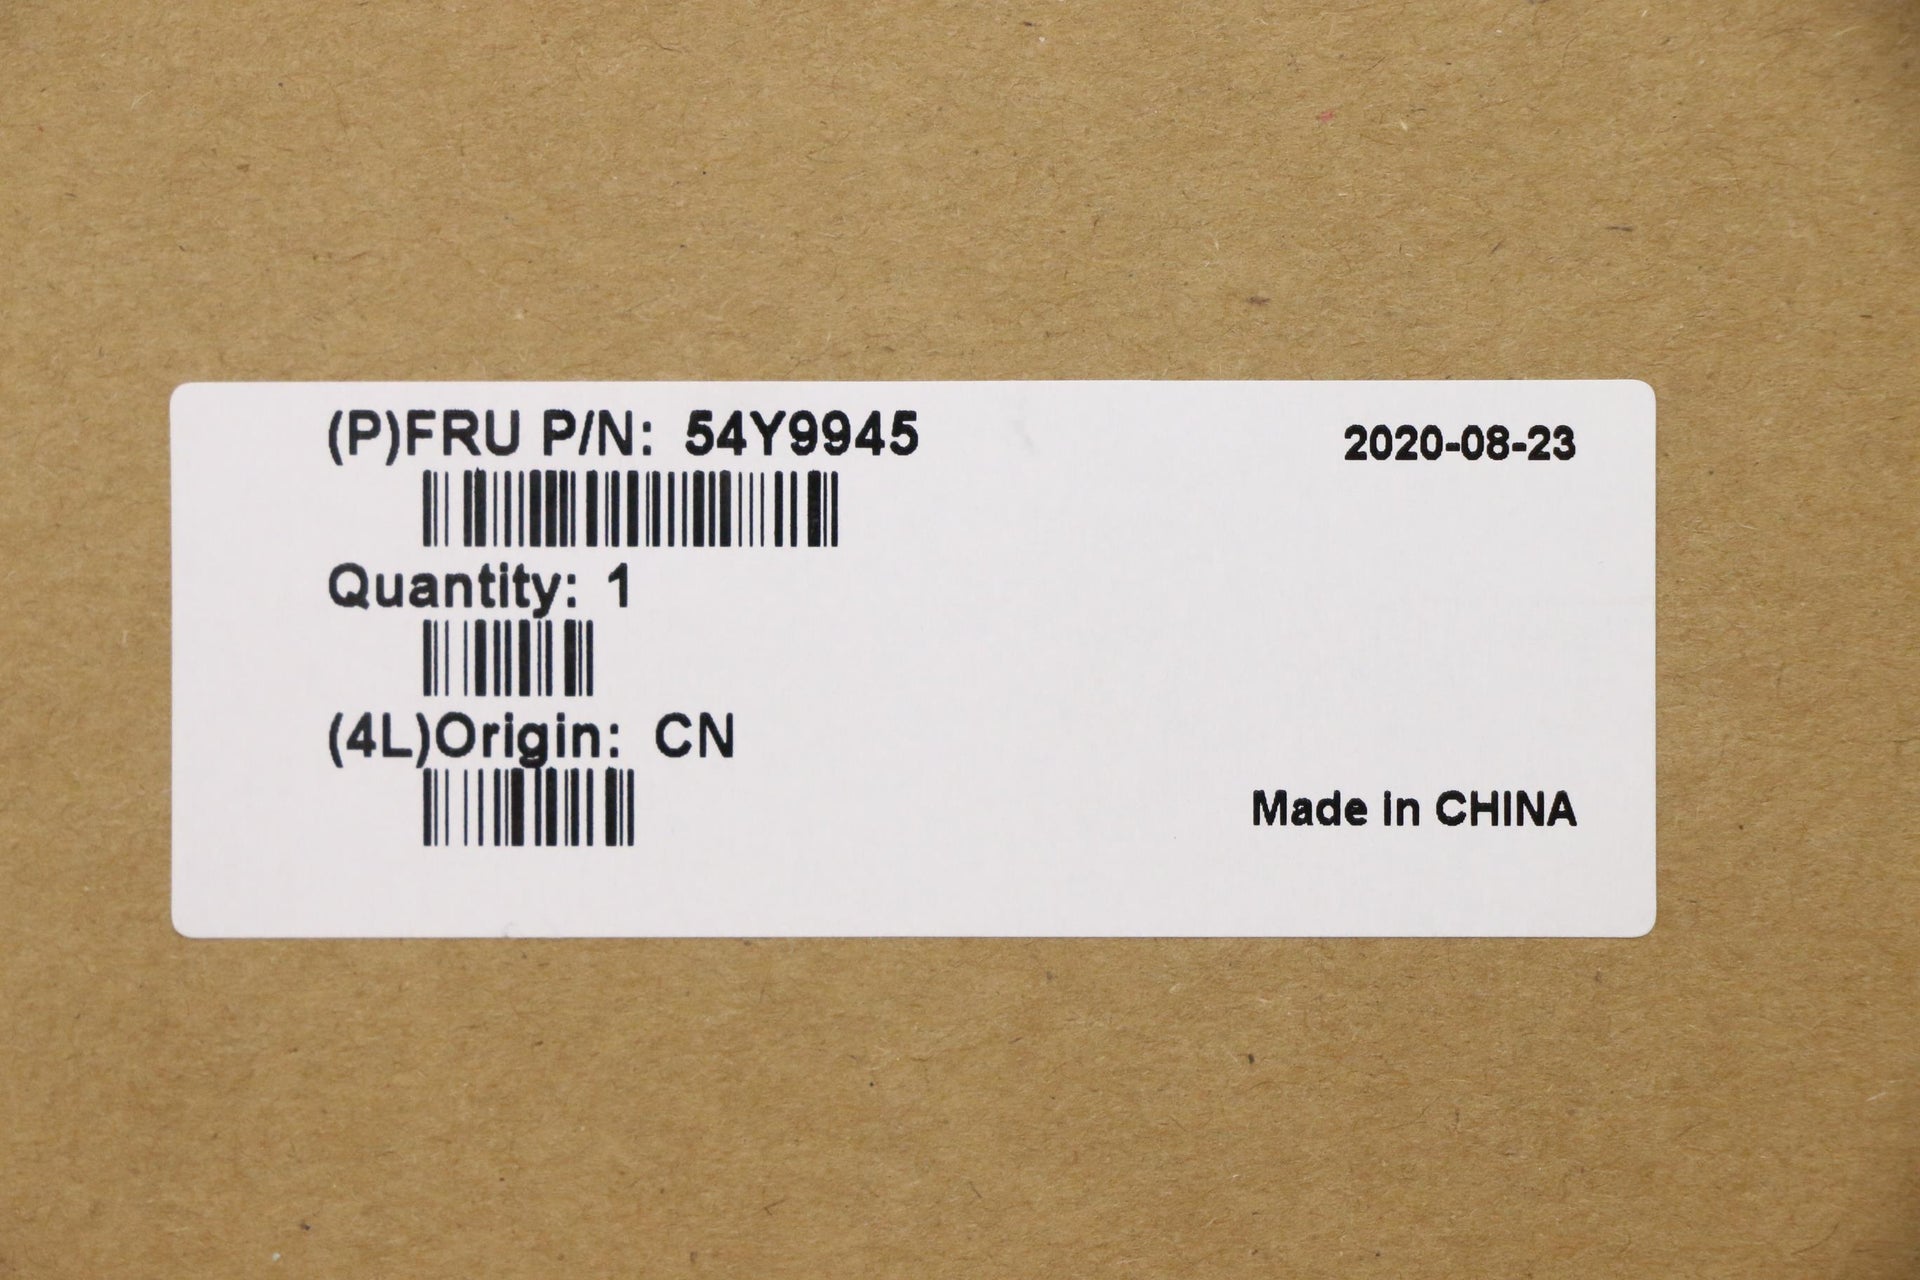 (P)FRU P/N: 54Y9945
2020-08-23
Quantity: 1
(4L)Origin: CN
Made in CHINA